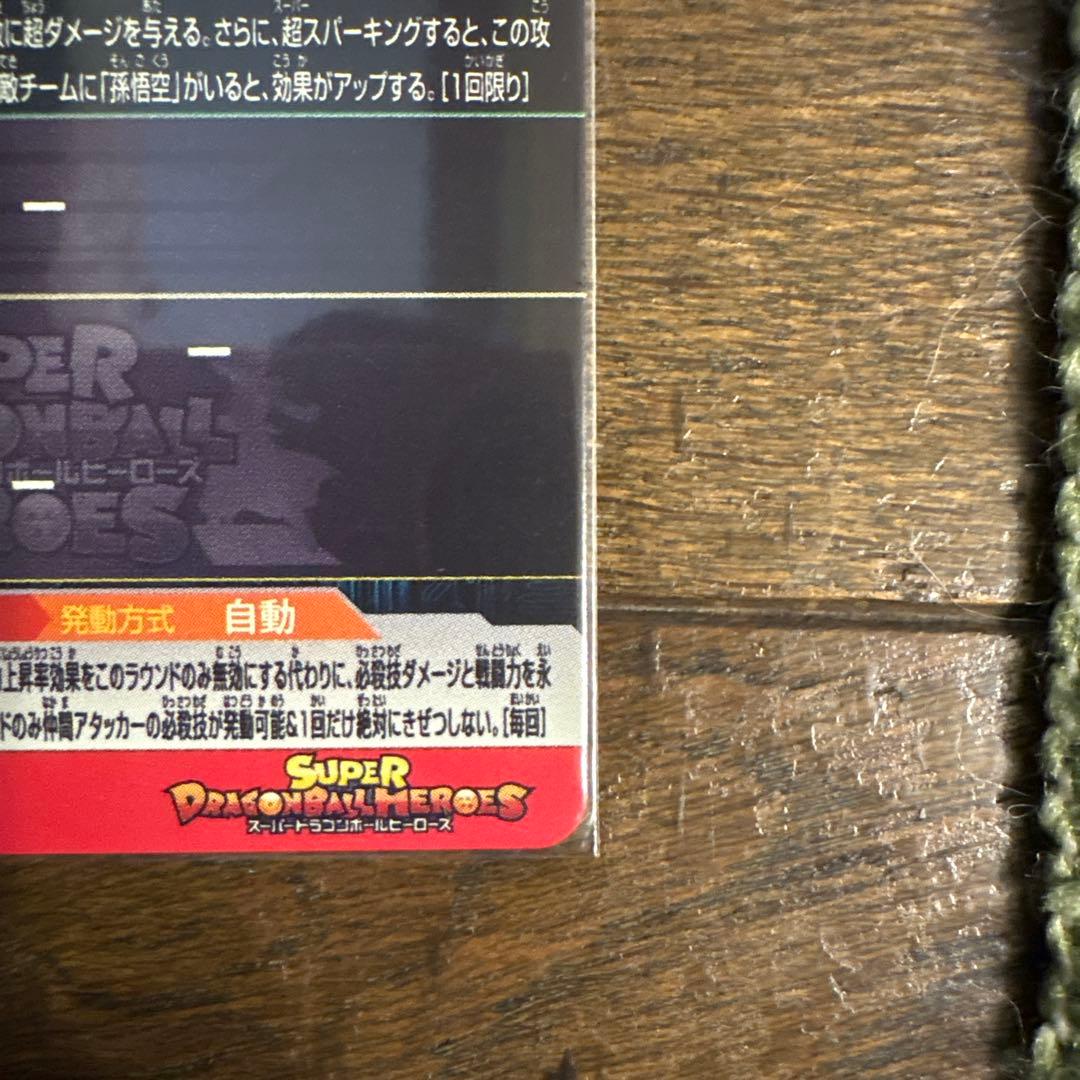 に超ダメージを与える。さらに、超スパーキングすると、この攻
敵チームに「孫悟空」がいると、効果がアップする。[1回限り]
PER
ONBALL
ボールヒーローズ
ROES
発動方式 自動
上昇率効果をこのラウンドのみ無効にする代わりに、必殺技ダメージと戦闘力を永
ドのみ仲間アタッカーの必殺技が発動可能&1回だけ絶対にきぜつしない。[毎回]
SUPER
DRAGONBALL HEROES
スーパードラゴンボールヒーローズ